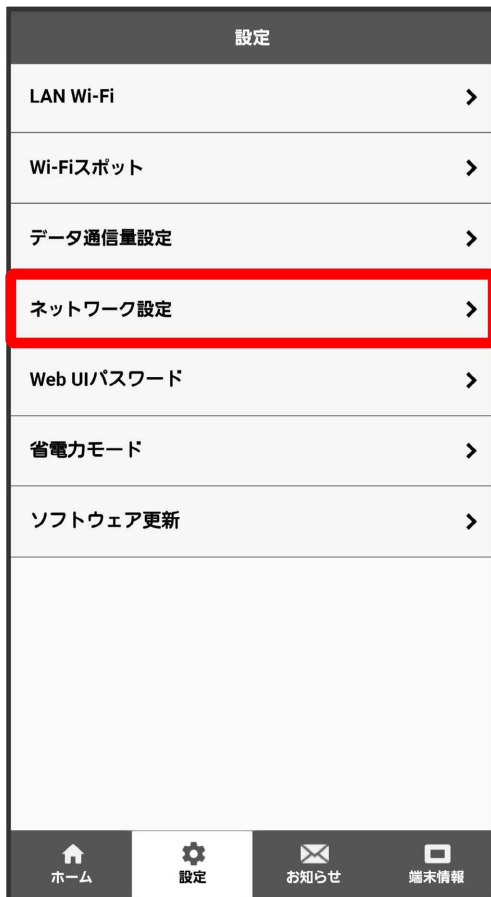 設定
LAN Wi-Fi
Wi-Fiスポット
データ通信量設定
ネットワーク設定
Web UIパスワード
省電力モード
ソフトウェア更新
ホーム
設定
お知らせ
端末情報